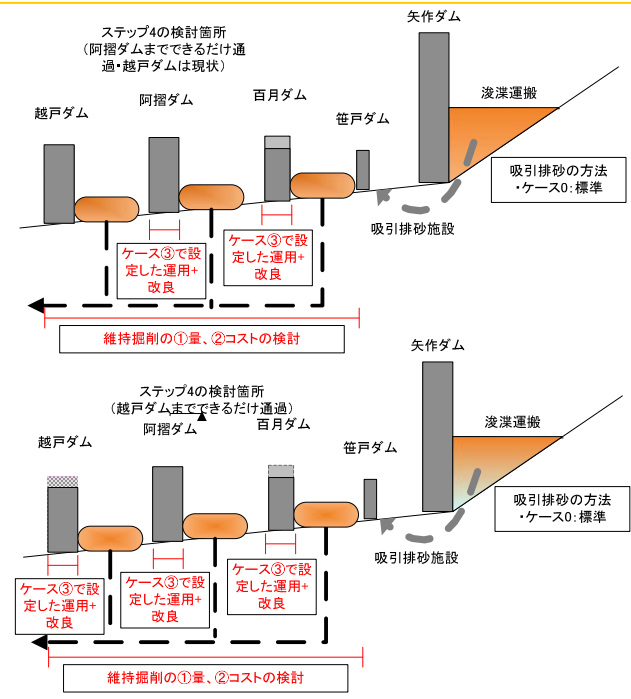 ステップ4の検討箇所
(阿摺ダムまでできるだけ通
過・越戸ダムは現状)
矢作ダム
越戸ダム
阿摺ダム
百月ダム
笹戸ダム
浚渫運搬
吸引排砂の方法
・ケース0:標準
吸引排砂施設
ケース③で設
定した運用+
改良
ケース③で設
定した運用+
改良
維持掘削の①量、②コストの検討
ステップ4の検討箇所
(越戸ダムまでできるだけ通過)
矢作ダム
越戸ダム
阿摺ダム
百月ダム
笹戸ダム
浚渫運搬
吸引排砂の方法
・ケース0:標準
吸引排砂施設
ケース③で設
定した運用+
改良
ケース③で設
定した運用+
改良
ケース③で設
定した運用+
改良
維持掘削の①量、②コストの検討